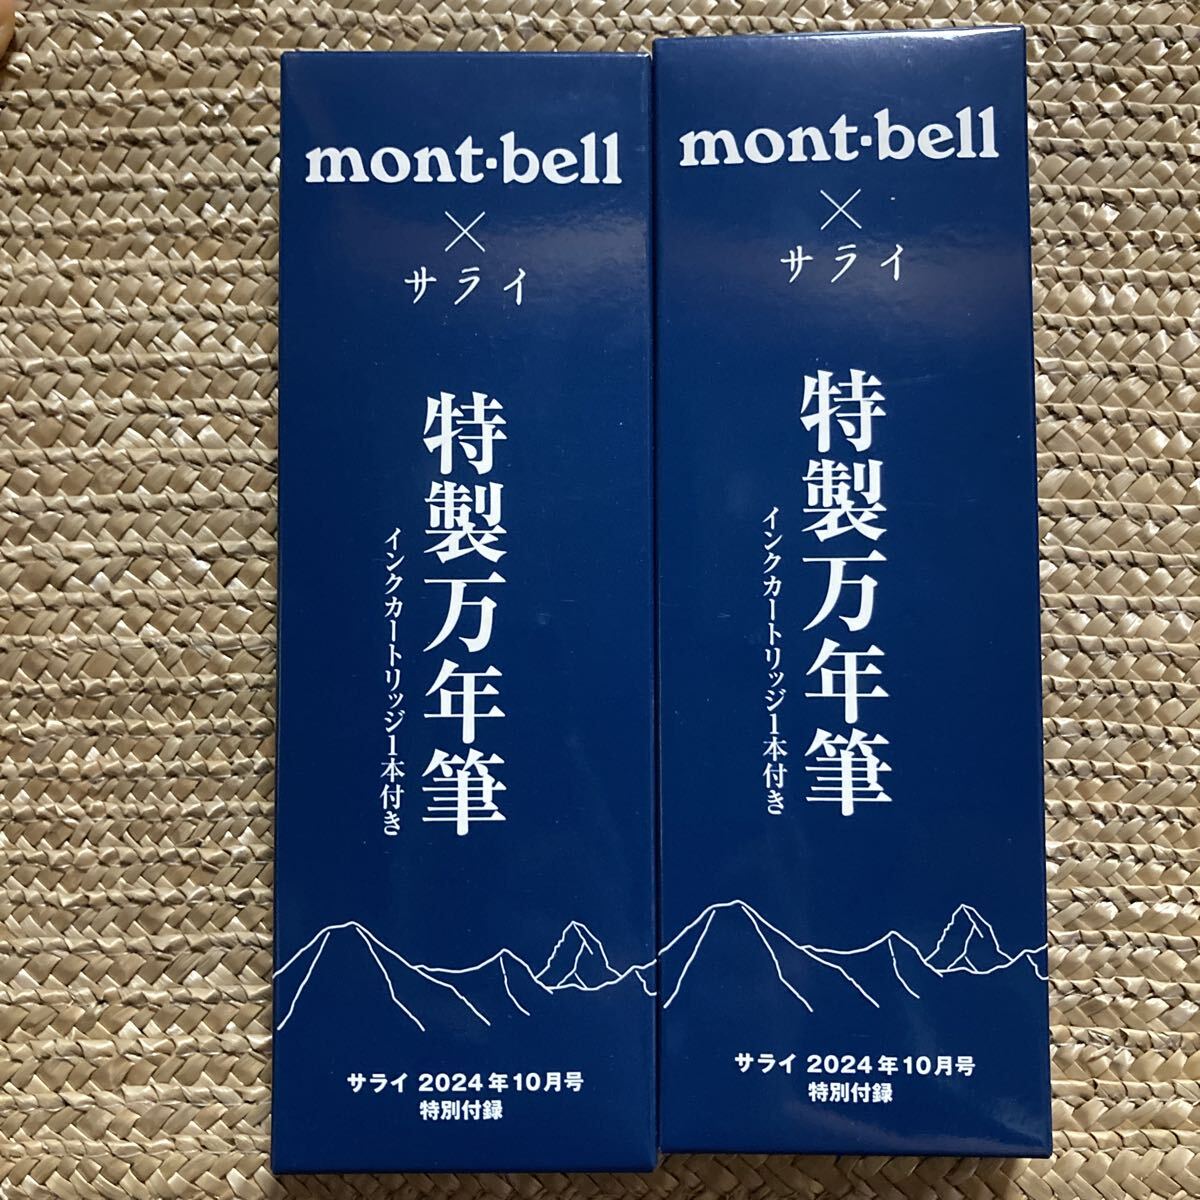 mont·bell
×
サライ
特製万年筆
インクカートリッジ1本付き
サライ 2024年10月号
特別付録
mont·bell
×
サライ
特製万年筆
インクカートリッジ1本付き
サライ 2024年10月号
特別付録